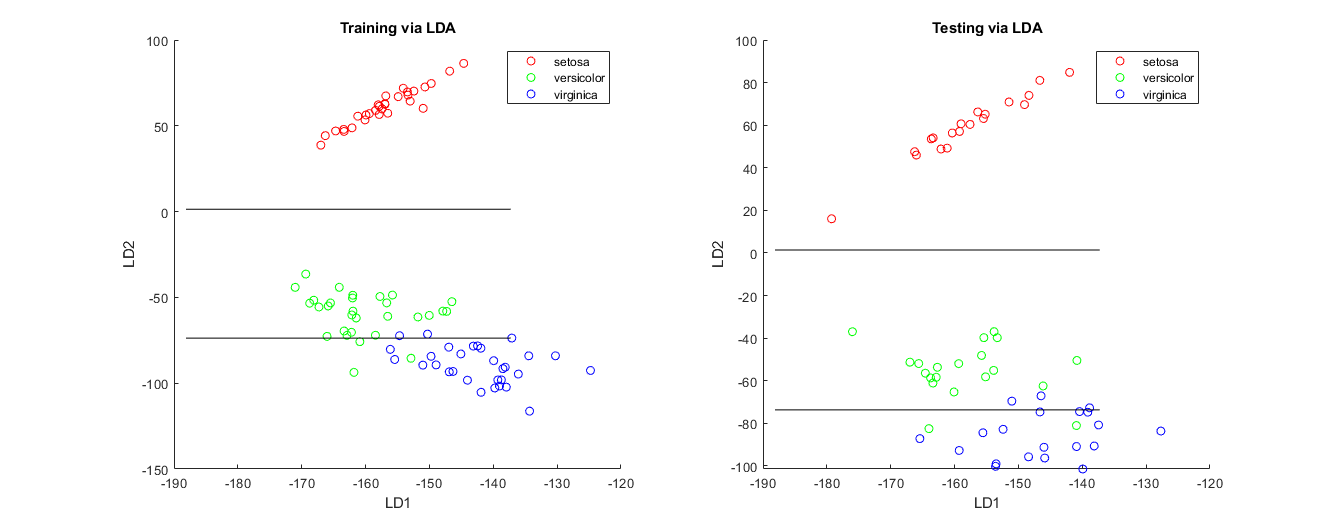 Training via LDA
100
50
0
-50
-100
-150
LD2
-190 -180 -170 -160 -150 -140 -130 -120
LD1
setosa
versicolor
virginica
Testing via LDA
100
80
60
40
20
0
-20
-40
-60
-80
-100
LD2
-190 -180 -170 -160 -150 -140 -130 -120
LD1
setosa
versicolor
virginica